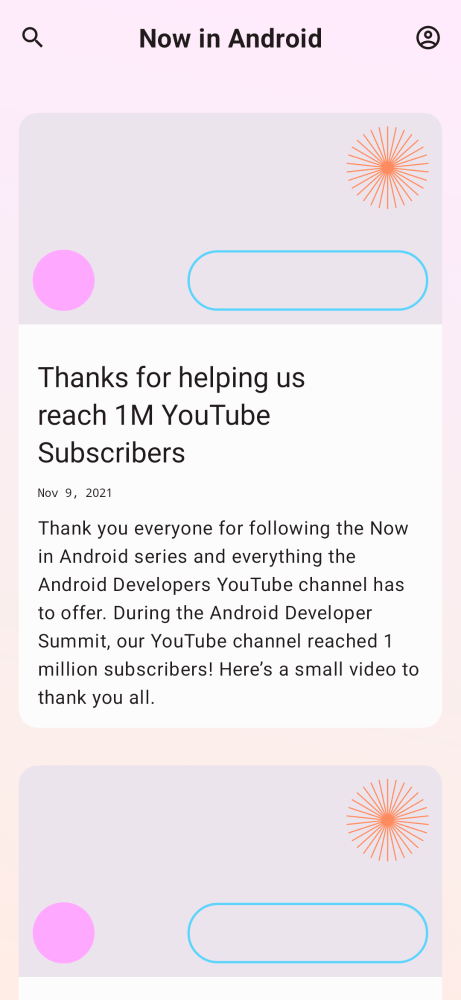 Now in Android
Thanks for helping us
reach 1M YouTube
Subscribers
Nov 9, 2021
Thank you everyone for following the Now
in Android series and everything the
Android Developers YouTube channel has
to offer. During the Android Developer
Summit, our YouTube channel reached 1
million subscribers! Here’s a small video to
thank you all.